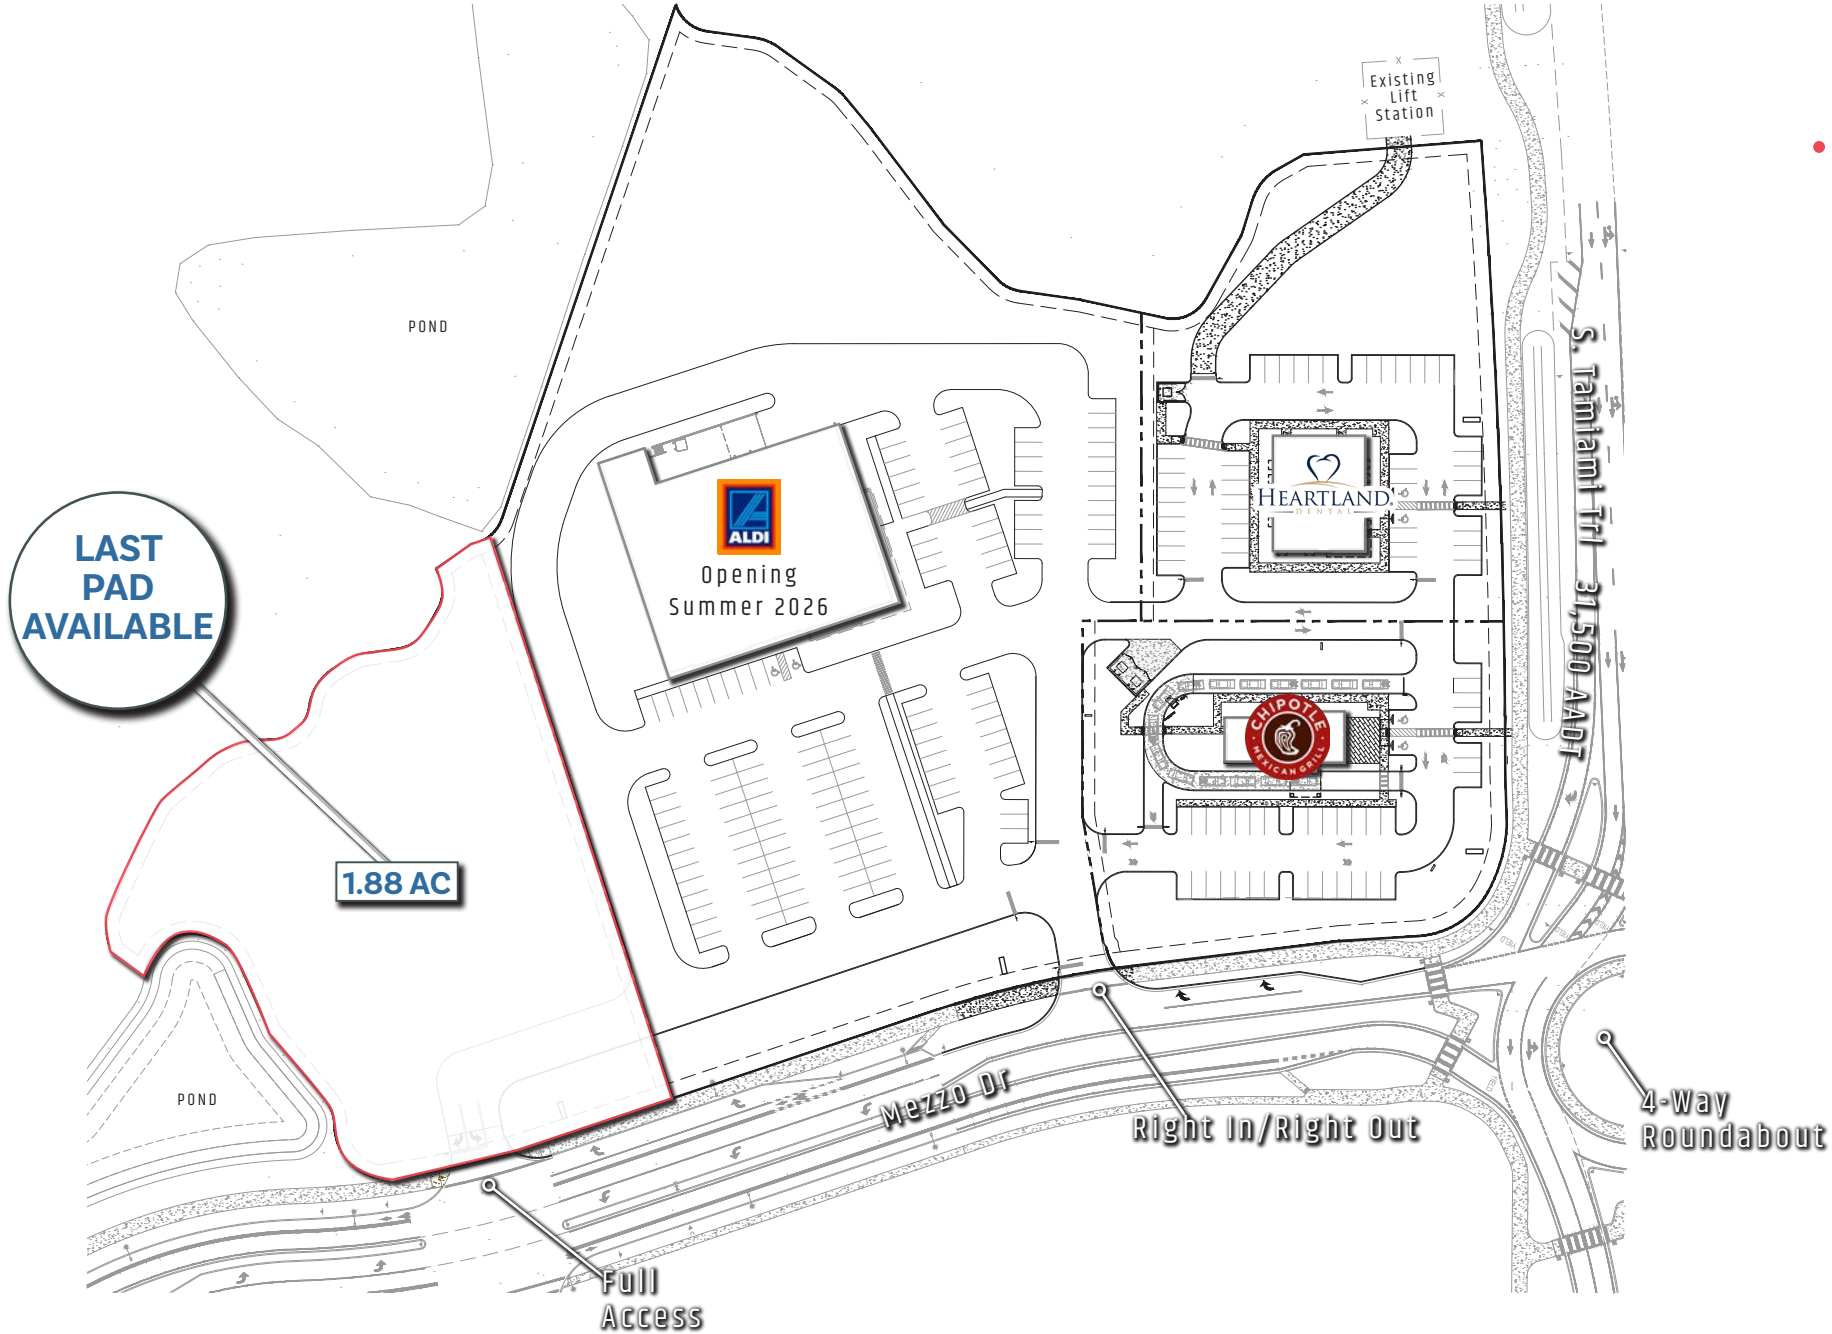 Existing
Lift
Station
POND
S. Tamiami Trl 31,500 AADT
HEARTLAND
DENTAL
ALDI
Opening
Summer 2026
LAST
PAD
AVAILABLE
CHIPOTLE
MEXICAN GRILL
1.88 AC
POND
Mezzo Dr
Right In/Right Out
4-Way
Roundabout
Full
Access